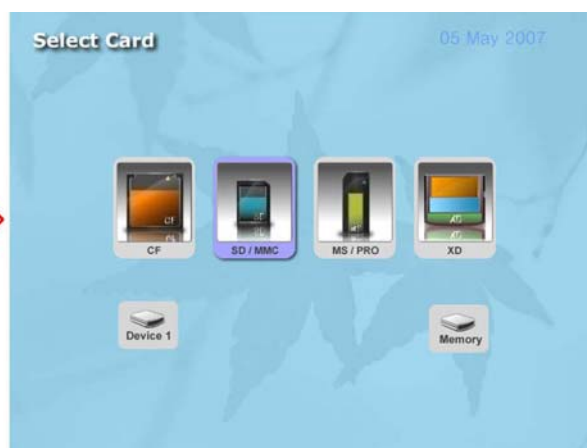 Select Card
05 May 2007
CF
SD / MMC
MS / PRO
XD
Device 1
Memory